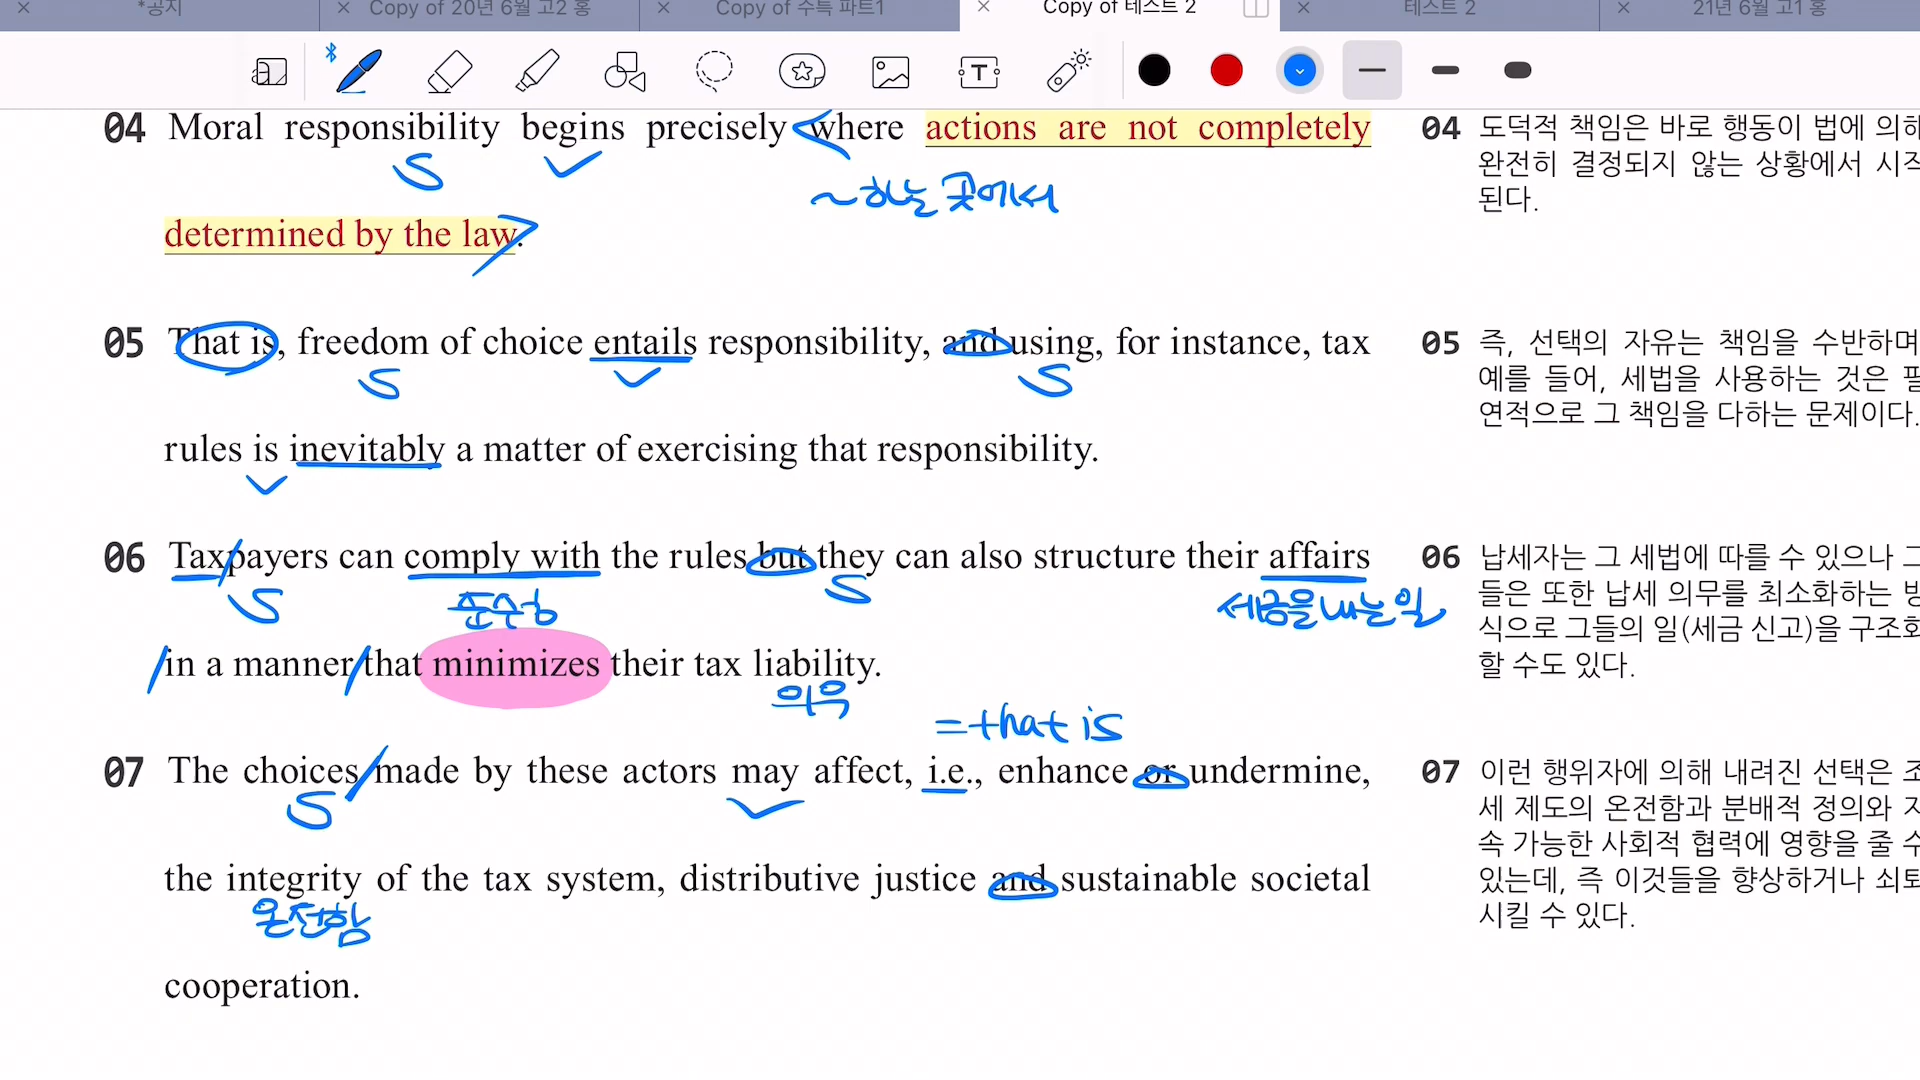 *공지
Copy of 20년 6월 고2 홍
Copy of 수특 파트1
Copy of 테스트 2
테스트 2
21년 6월 고1 홍
04 Moral responsibility begins precisely where actions are not completely
S
~하는 곳에서
determined by the law.
04 도덕적 책임은 바로 행동이 법에 의해
완전히 결정되지 않는 상황에서 시작
된다.
05 That is, freedom of choice entails responsibility, and using, for instance, tax
S S
rules is inevitably a matter of exercising that responsibility.
05 즉, 선택의 자유는 책임을 수반하며
예를 들어, 세법을 사용하는 것은 필
연적으로 그 책임을 다하는 문제이다.
06 Taxpayers can comply with the rules but they can also structure their affairs
S 준수하 S 세금을 내는 일
in a manner that minimizes their tax liability.
의무
06 납세자는 그 세법에 따를 수 있으나 그
들은 또한 납세 의무를 최소화하는 방
식으로 그들의 일(세금 신고)을 구조화
할 수도 있다.
= that is
07 The choices made by these actors may affect, i.e., enhance or undermine,
S
the integrity of the tax system, distributive justice and sustainable societal
온전함
cooperation.
07 이런 행위자에 의해 내려진 선택은 조
세 제도의 온전함과 분배적 정의와 지
속 가능한 사회적 협력에 영향을 줄 수
있는데, 즉 이것들을 향상하거나 쇠퇴
시킬 수 있다.